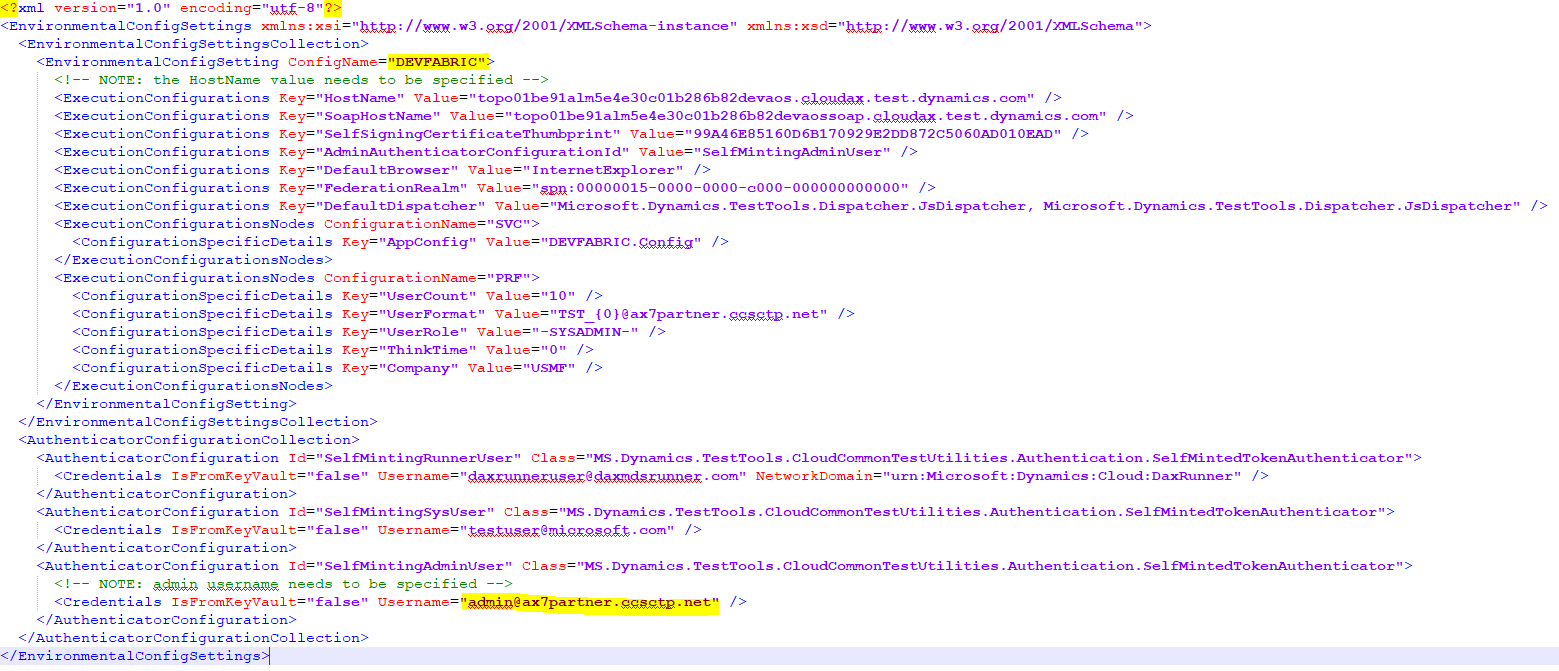 <?xml version="1.0" encoding="utf-8"?>
<EnvironmentalConfigSettings xmlns:xsi="http://www.w3.org/2001/XMLSchema-instance" xmlns:xsd="http://www.w3.org/2001/XMLSchema">
<EnvironmentalConfigSettingsCollection>
<EnvironmentalConfigSetting ConfigName="DEVFABRIC">
<!-- NOTE: the HostName value needs to be specified -->
<ExecutionConfigurations Key="HostName" Value="topo01be91alm5e4e30c01b286b82devaos.cloudax.test.dynamics.com" />
<ExecutionConfigurations Key="SoapHostName" Value="topo01be91alm5e4e30c01b286b82devaossoap.cloudax.test.dynamics.com" />
<ExecutionConfigurations Key="SelfSigningCertificateThumbprint" Value="99A46E85160D6B170929E2DD872C5060AD010EAD" />
<ExecutionConfigurations Key="AdminAuthenticatorConfigurationId" Value="SelfMintingAdminUser" />
<ExecutionConfigurations Key="DefaultBrowser" Value="InternetExplorer" />
<ExecutionConfigurations Key="FederationRealm" Value="spn:00000015-0000-0000-c000-000000000000" />
<ExecutionConfigurations Key="DefaultDispatcher" Value="Microsoft.Dynamics.TestTools.Dispatcher.JsDispatcher, Microsoft.Dynamics.TestTools.Dispatcher.JsDispatcher" />
<ExecutionConfigurationsNodes ConfigurationName="SVC">
<ConfigurationSpecificDetails Key="AppConfig" Value="DEVFABRIC.Config" />
</ExecutionConfigurationsNodes>
<ExecutionConfigurationsNodes ConfigurationName="PRF">
<ConfigurationSpecificDetails Key="UserCount" Value="10" />
<ConfigurationSpecificDetails Key="UserFormat" Value="TST_{0}@ax7partner.ccsctp.net" />
<ConfigurationSpecificDetails Key="UserRole" Value="-SYSADMIN-" />
<ConfigurationSpecificDetails Key="ThinkTime" Value="0" />
<ConfigurationSpecificDetails Key="Company" Value="USMF" />
</ExecutionConfigurationsNodes>
</EnvironmentalConfigSetting>
</EnvironmentalConfigSettingsCollection>
<AuthenticatorConfigurationCollection>
<AuthenticatorConfiguration Id="SelfMintingRunnerUser" Class="MS.Dynamics.TestTools.CloudCommonTestUtilities.Authentication.SelfMintedTokenAuthenticator">
<Credentials IsFromKeyVault="false" Username="daxrunneruser@daxmdsrunner.com" NetworkDomain="urn:Microsoft:Dynamics:Cloud:DaxRunner" />
</AuthenticatorConfiguration>
<AuthenticatorConfiguration Id="SelfMintingSysUser" Class="MS.Dynamics.TestTools.CloudCommonTestUtilities.Authentication.SelfMintedTokenAuthenticator">
<Credentials IsFromKeyVault="false" Username="testuser@microsoft.com" />
</AuthenticatorConfiguration>
<AuthenticatorConfiguration Id="SelfMintingAdminUser" Class="MS.Dynamics.TestTools.CloudCommonTestUtilities.Authentication.SelfMintedTokenAuthenticator">
<!-- NOTE: admin username needs to be specified -->
<Credentials IsFromKeyVault="false" Username="admin@ax7partner.ccsctp.net" />
</AuthenticatorConfiguration>
</AuthenticatorConfigurationCollection>
</EnvironmentalConfigSettings>